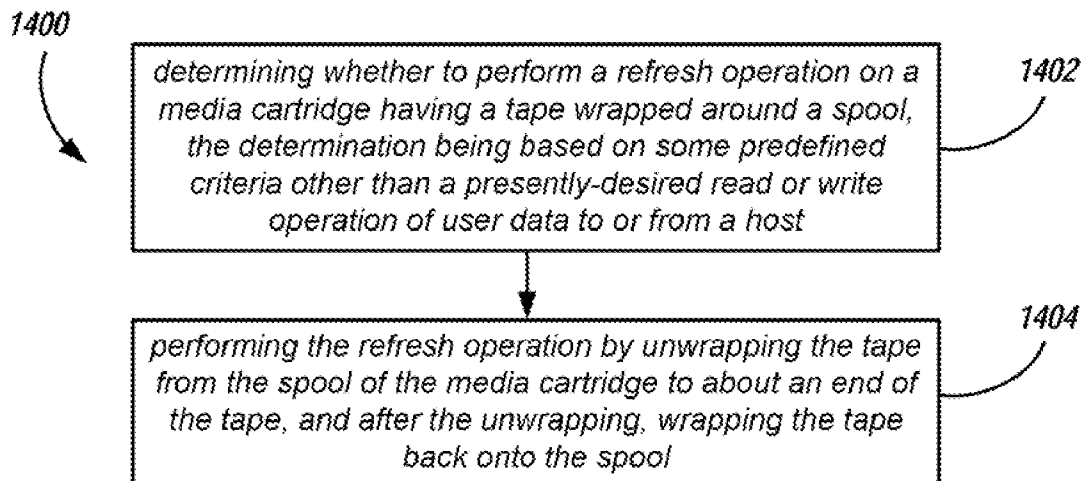 1400
determining whether to perform a refresh operation on a
media cartridge having a tape wrapped around a spool,
the determination being based on some predefined
criteria other than a presently-desired read or write
operation of user data to or from a host
1402
performing the refresh operation by unwrapping the tape
from the spool of the media cartridge to about an end of
the tape, and after the unwrapping, wrapping the tape
back onto the spool
1404